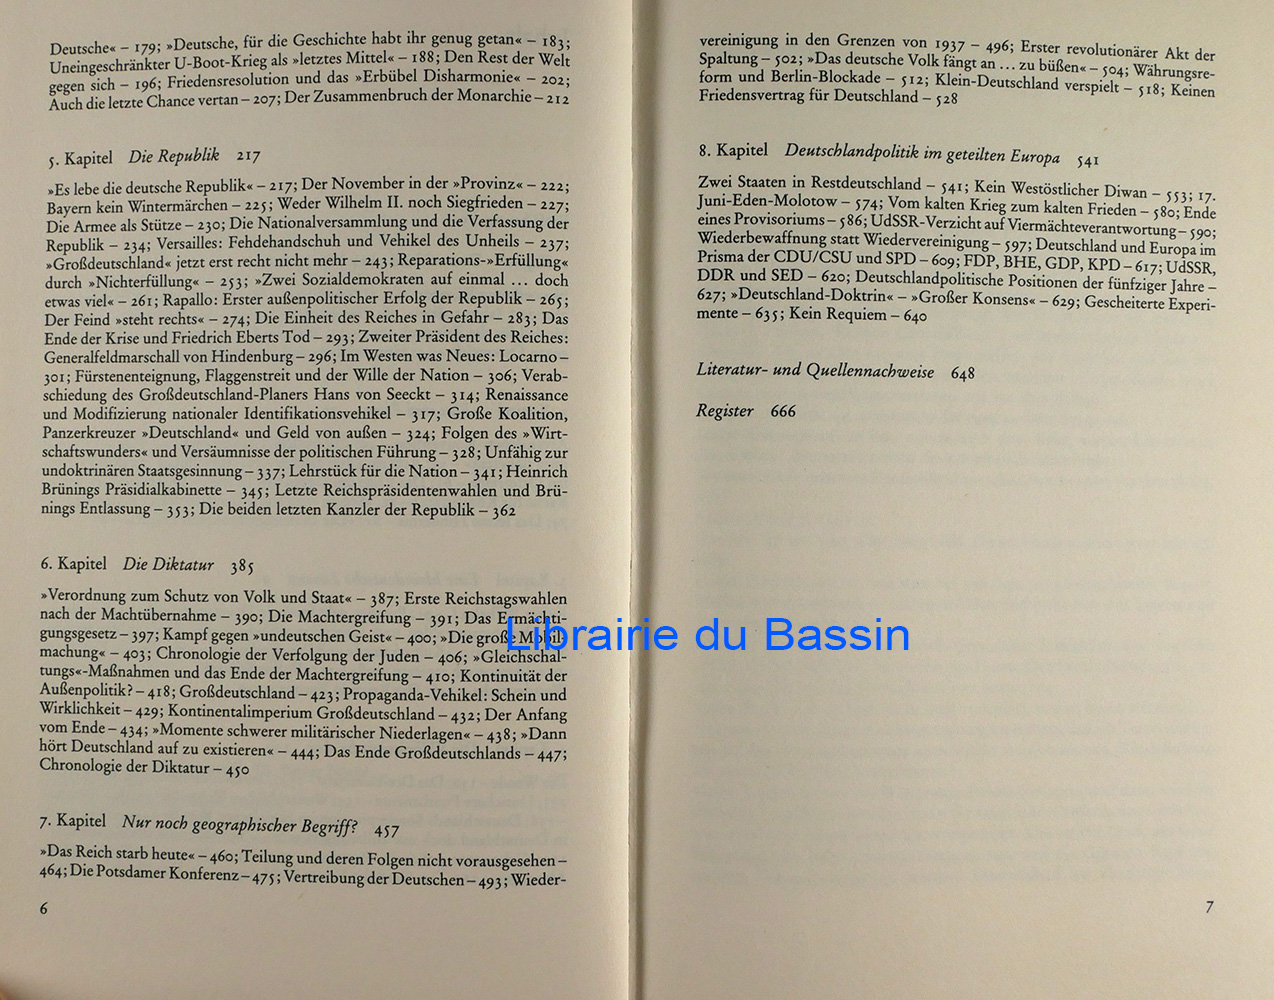 Deutsche« – 179; »Deutsche, für die Geschichte habt ihr genug getan« – 183;
Uneingeschränkter U-Boot-Krieg als »letztes Mittel« – 188; Den Rest der Welt
gegen sich – 196; Friedensresolution und das »Erbübel Disharmonie« – 202;
Auch die letzte Chance vertan – 207; Der Zusammenbruch der Monarchie – 212
5. Kapitel Die Republik 217
»Es lebe die deutsche Republik« – 217; Der November in der »Provinz« – 222;
Bayern kein Wintermärchen – 225; Weder Wilhelm II. noch Siegfrieden – 227;
Die Armee als Stütze – 230; Die Nationalversammlung und die Verfassung der
Republik – 234; Versailles: Fehdehandschuh und Vehikel des Unheils – 237;
»Großdeutschland« jetzt erst recht nicht mehr – 243; Reparations-»Erfüllung«
durch »Nichterfüllung« – 253; »Zwei Sozialdemokraten auf einmal ... doch
etwas viel« – 261; Rapallo: Erster außenpolitischer Erfolg der Republik – 265;
Der Feind »steht rechts« – 274; Die Einheit des Reiches in Gefahr – 283; Das
Ende der Krise und Friedrich Eberts Tod – 293; Zweiter Präsident des Reiches:
Generalfeldmarschall von Hindenburg – 296; Im Westen was Neues: Locarno –
301; Fürstenenteignung, Flaggenstreit und der Wille der Nation – 306; Verab-
schiedung des Großdeutschland-Planers Hans von Seeckt – 314; Renaissance
und Modifizierung nationaler Identifikationsvehikel – 317; Große Koalition,
Panzerkreuzer »Deutschland« und Geld von außen – 324; Folgen des »Wirt-
schaftswunders« und Versäumnisse der politischen Führung – 328; Unfähig zur
undoktrinären Staatsgesinnung – 337; Lehrstück für die Nation – 341; Heinrich
Brünings Präsidialkabinette – 345; Letzte Reichspräsidentenwahlen und Brü-
nings Entlassung – 353; Die beiden letzten Kanzler der Republik – 362
6. Kapitel Die Diktatur 385
»Verordnung zum Schutz von Volk und Staat« – 387; Erste Reichstagswahlen
nach der Machtübernahme – 390; Die Machtergreifung – 391; Das Ermächti-
gungsgesetz – 397; Kampf gegen »undeutschen Geist« – 400; »Die große Mobil-
machung« – 403; Chronologie der Verfolgung der Juden – 406; »Gleichschal-
tungs«-Maßnahmen und das Ende der Machtergreifung – 410; Kontinuität der
Außenpolitik? – 418; Großdeutschland – 423; Propaganda-Vehikel: Schein und
Wirklichkeit – 429; Kontinentalimperium Großdeutschland – 432; Der Anfang
vom Ende – 434; »Momente schwerer militärischer Niederlagen« – 438; »Dann
hört Deutschland auf zu existieren« – 444; Das Ende Großdeutschlands – 447;
Chronologie der Diktatur – 450
7. Kapitel Nur noch geographischer Begriff? 457
»Das Reich starb heute« – 460; Teilung und deren Folgen nicht vorausgesehen –
464; Die Potsdamer Konferenz – 475; Vertreibung der Deutschen – 493; Wieder-
6
vereinigung in den Grenzen von 1937 – 496; Erster revolutionärer Akt der
Spaltung – 502; »Das deutsche Volk fängt an ... zu büßen« – 504; Währungsre-
form und Berlin-Blockade – 512; Klein-Deutschland verspielt – 518; Keinen
Friedensvertrag für Deutschland – 528
8. Kapitel Deutschlandpolitik im geteilten Europa 541
Zwei Staaten in Restdeutschland – 541; Kein Westöstlicher Diwan – 553; 17.
Juni-Eden-Molotow – 574; Vom kalten Krieg zum kalten Frieden – 580; Ende
eines Provisoriums – 586; UdSSR-Verzicht auf Viermächteverantwortung – 590;
Wiederbewaffnung statt Wiedervereinigung – 597; Deutschland und Europa im
Prisma der CDU/CSU und SPD – 609; FDP, BHE, GDP, KPD – 617; UdSSR,
DDR und SED – 620; Deutschlandpolitische Positionen der fünfziger Jahre –
627; »Deutschland-Doktrin« – »Großer Konsens« – 629; Gescheiterte Experi-
mente – 635; Kein Requiem – 640
Literatur- und Quellennachweise 648
Register 666
7
Librairie du Bassin